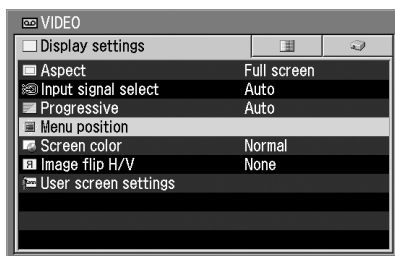 VIDEO
Display settings
Aspect Full screen
Input signal select Auto
Progressive Auto
Menu position
Screen color Normal
Image flip H/V None
User screen settings